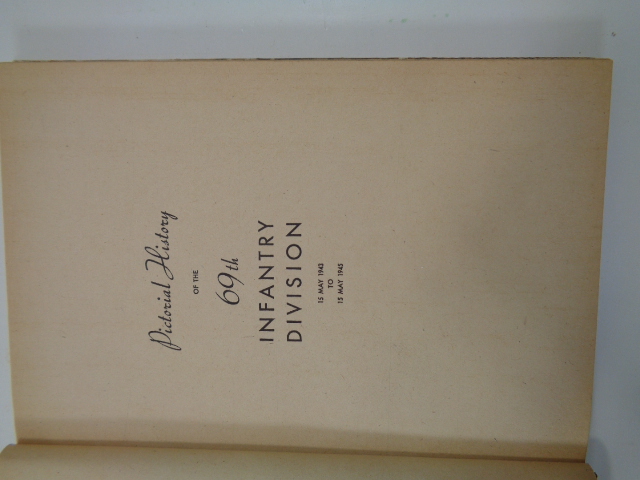 Pictorial History
OF THE
69th
INFANTRY
DIVISION
15 MAY 1943
TO
15 MAY 1945